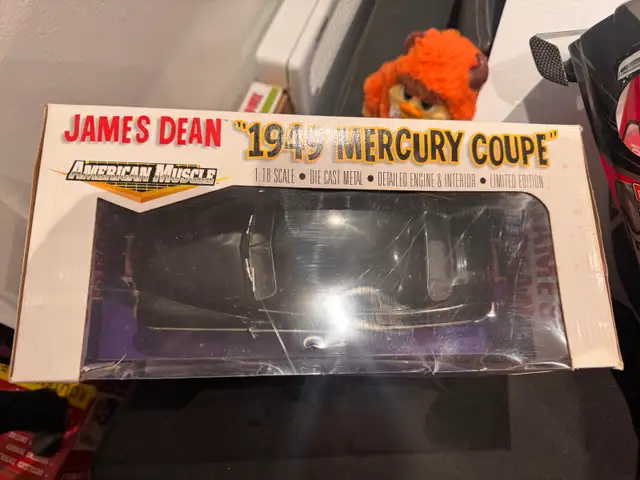 JAMES DEAN "1949 MERCURY COUPE"
AMERICAN MUSCLE
1:18 SCALE • DIE CAST METAL • DETAILED ENGINE & INTERIOR • LIMITED EDITION